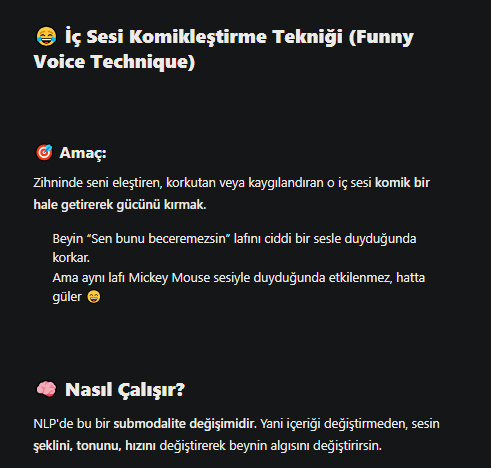 😂 İç Sesi Komikleştirme Tekniği (Funny
Voice Technique)
🎯 Amaç:
Zihninde seni eleştiren, korkutan veya kaygılandıran o iç sesi komik bir
hale getirerek gücünü kırmak.
Beyin “Sen bunu beceremezsin” lafını ciddi bir sesle duyduğunda
korkar.
Ama aynı lafı Mickey Mouse sesiyle duyduğunda etkilenmez, hatta
güler 😄
🧠 Nasıl Çalışır?
NLP'de bu bir submodalite değişimidir. Yani içeriği değiştirmeden, sesin
şeklini, tonunu, hızını değiştirerek beynin algısını değiştirirsin.